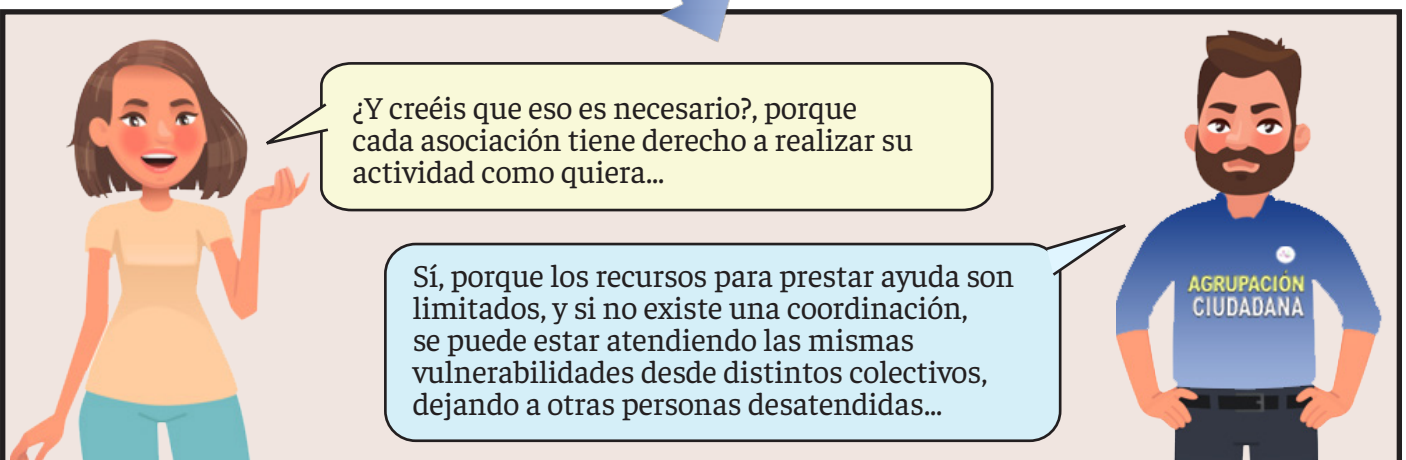 ¿Y creéis que eso es necesario?, porque
cada asociación tiene derecho a realizar su
actividad como quiera...
Sí, porque los recursos para prestar ayuda son
limitados, y si no existe una coordinación,
se puede estar atendiendo las mismas
vulnerabilidades desde distintos colectivos,
dejando a otras personas desatendidas...
AGRUPACIÓN
CIUDADANA